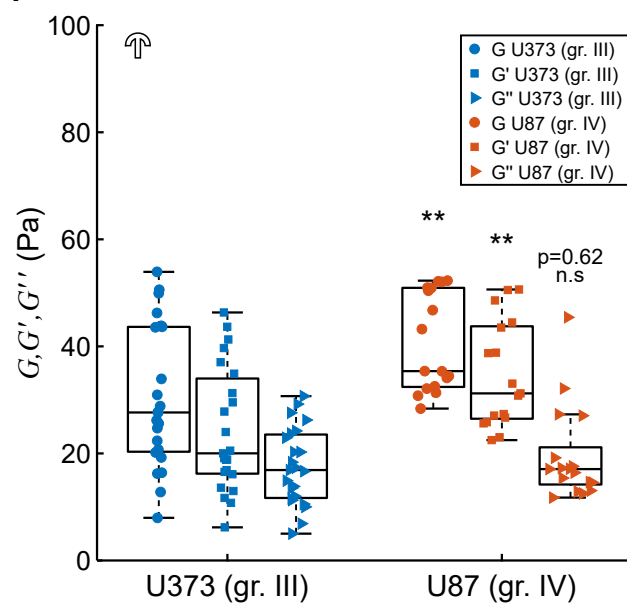 100
80
60
40
20
0
G,G',G'' (Pa)
G U373 (gr. III)
G' U373 (gr. III)
G'' U373 (gr. III)
G U87 (gr. IV)
G' U87 (gr. IV)
G'' U87 (gr. IV)
**
**
p=0.62
n.s
U373 (gr. III)
U87 (gr. IV)